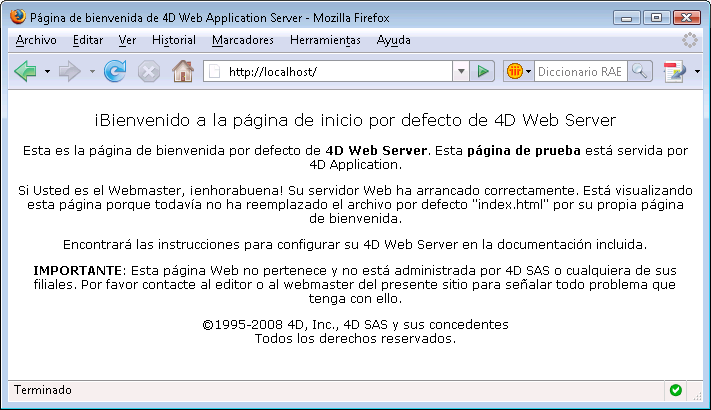 Página de bienvenida de 4D Web Application Server - Mozilla Firefox
Archivo Editar Ver Historial Marcadores Herramientas Ayuda
http://localhost/ Diccionario RAE
¡Bienvenido a la página de inicio por defecto de 4D Web Server
Esta es la página de bienvenida por defecto de 4D Web Server. Esta página de prueba está servida por
4D Application.
Si Usted es el Webmaster, ¡enhorabuena! Su servidor Web ha arrancado correctamente. Está visualizando
esta página porque todavía no ha reemplazado el archivo por defecto "index.html" por su propia página
de bienvenida.
Encontrará las instrucciones para configurar su 4D Web Server en la documentación incluida.
IMPORTANTE: Esta página Web no pertenece y no está administrada por 4D SAS o cualquiera de sus
filiales. Por favor contacte al editor o al webmaster del presente sitio para señalar todo problema que
tenga con ello.
©1995-2008 4D, Inc., 4D SAS y sus concedentes
Todos los derechos reservados.
Terminado